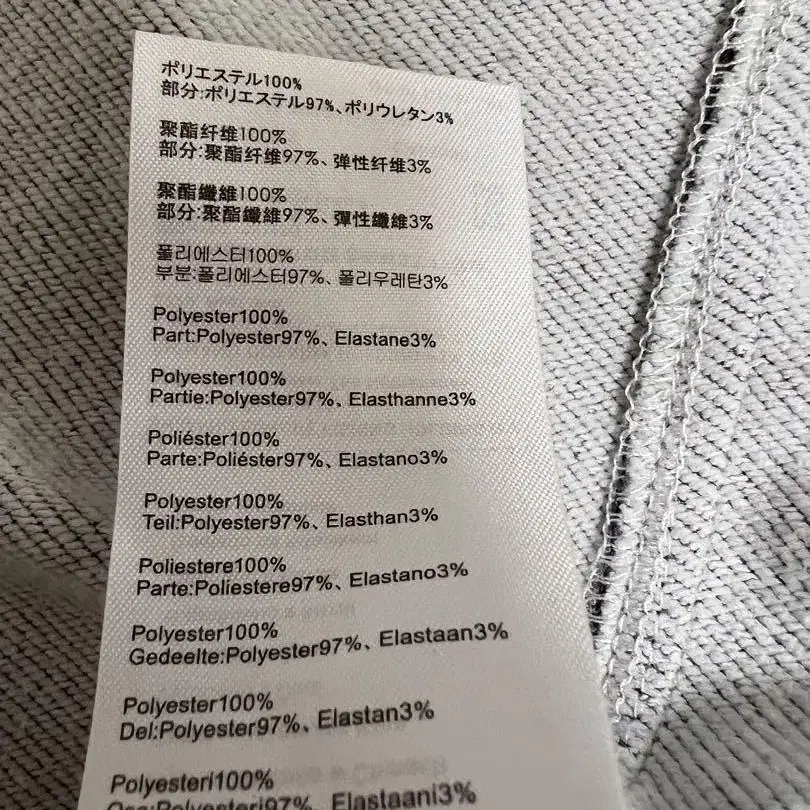 ポリエステル100%
部分:ポリエステル97%、ポリウレタン3%
聚酯纤维100%
部分:聚酯纤维97%、弹性纤维3%
聚酯纖維100%
部分:聚酯纖維97%、彈性纖維3%
폴리에스터100%
부분:폴리에스터97%、폴리우레탄3%
Polyester100%
Part:Polyester97%、Elastane3%
Polyester100%
Partie:Polyester97%、Elasthanne3%
Poliéster100%
Parte:Poliéster97%、Elastano3%
Polyester100%
Teil:Polyester97%、Elasthan3%
Poliestere100%
Parte:Poliestere97%、Elastano3%
Polyester100%
Gedeelte:Polyester97%、Elastaan3%
Polyester100%
Del:Polyester97%、Elastan3%
Polyesteri100%
Osa:Polyesteri97%、Elastaani3%